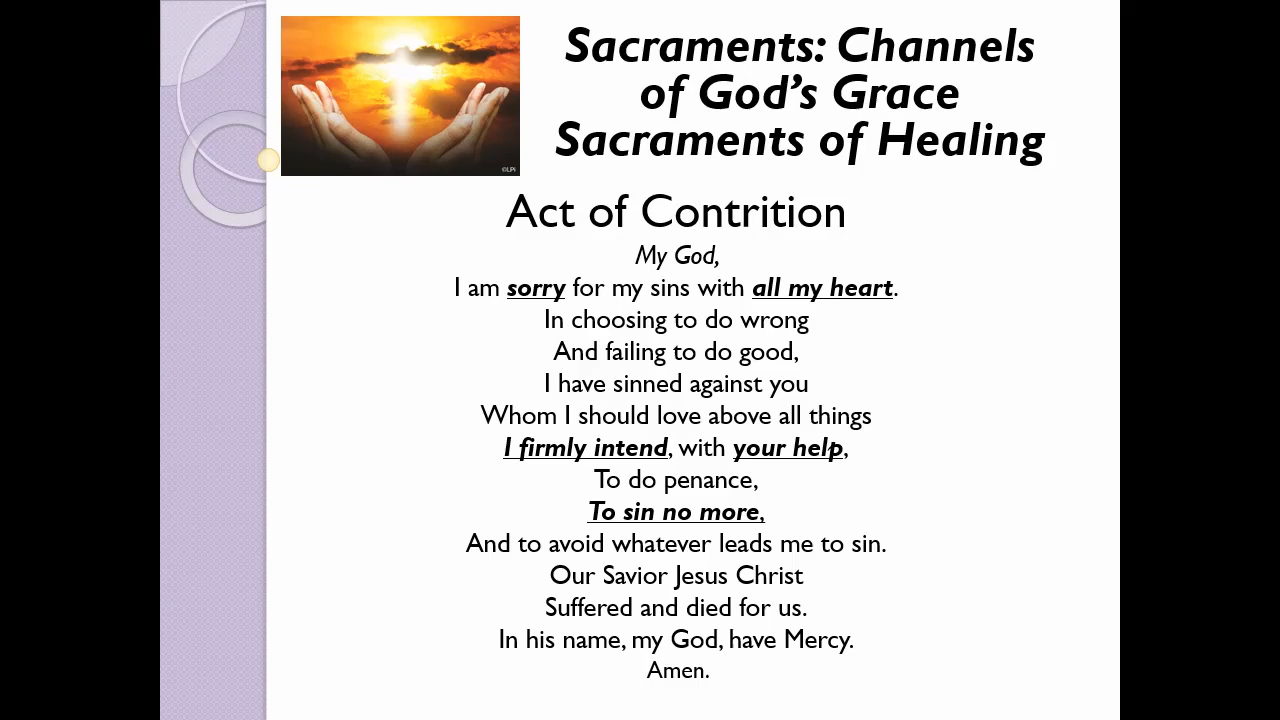 Sacraments: Channels
of God’s Grace
Sacraments of Healing
©LPi
Act of Contrition
My God,
I am sorry for my sins with all my heart.
In choosing to do wrong
And failing to do good,
I have sinned against you
Whom I should love above all things
I firmly intend, with your help,
To do penance,
To sin no more,
And to avoid whatever leads me to sin.
Our Savior Jesus Christ
Suffered and died for us.
In his name, my God, have Mercy.
Amen.